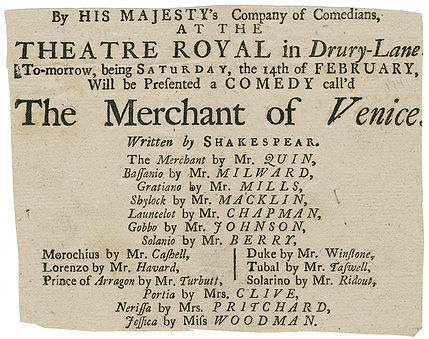 By HIS MAJESTY's Company of Comedians,
AT THE
THEATRE ROYAL in Drury-Lane.
To-morrow, being SATURDAY, the 14th of FEBRUARY,
Will be Preſented a COMEDY call'd
The Merchant of Venice.
Written by SHAKESPEAR.
The Merchant by Mr. QUIN,
Baſſanio by Mr. MILWARD,
Gratiano by Mr. MILLS,
Shylock by Mr. MACKLIN,
Launcelot by Mr. CHAPMAN,
Gobbo by Mr. JOHNSON,
Solanio by Mr. BERRY,
Morochius by Mr. Caſhell,
Lorenzo by Mr. Havard,
Prince of Arragon by Mr. Turbutt,
Duke by Mr. Winſtone,
Tubal by Mr. Taſwell,
Solarino by Mr. Ridout,
Portia by Mrs. CLIVE,
Neriſſa by Mrs. PRITCHARD,
Jeſſica by Miſs WOODMAN.